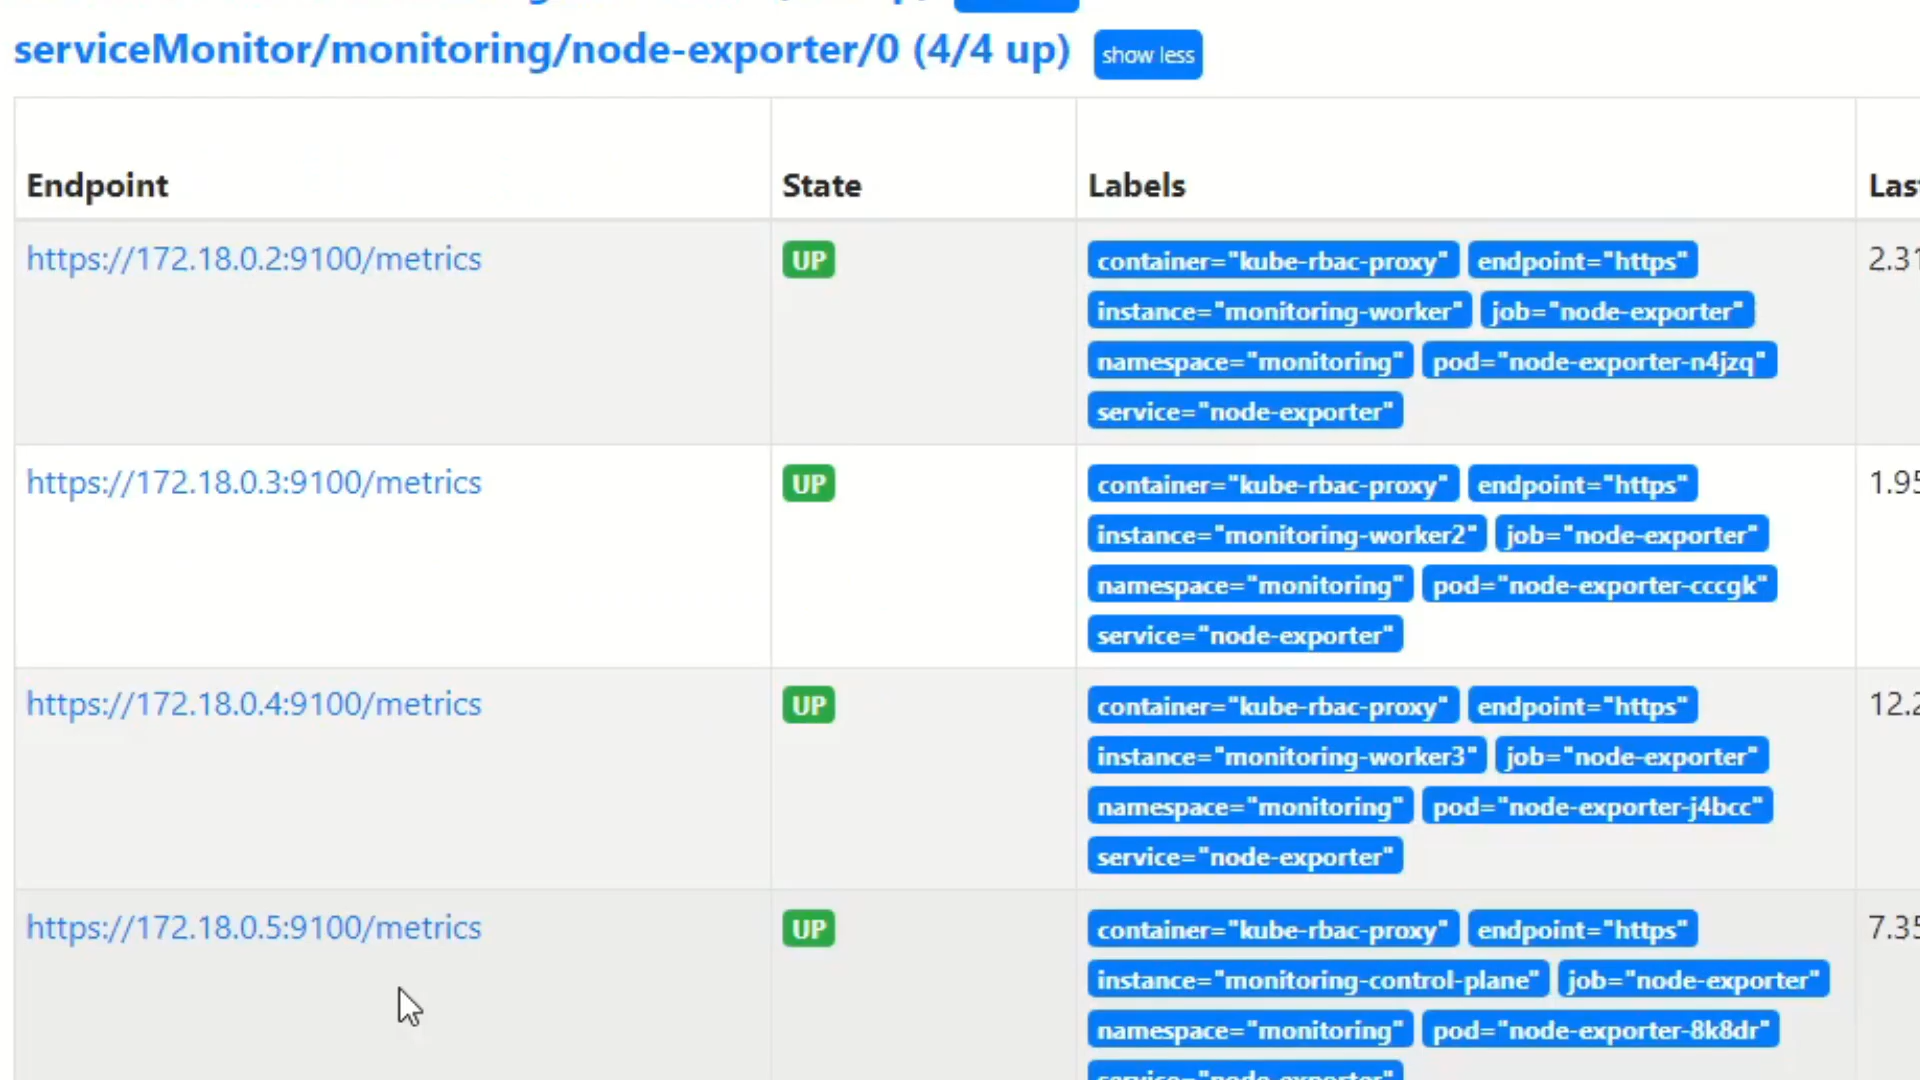 serviceMonitor/monitoring/node-exporter/0 (4/4 up) show less
Endpoint State Labels
https://172.18.0.2:9100/metrics UP container="kube-rbac-proxy" endpoint="https" 2.31
instance="monitoring-worker" job="node-exporter"
namespace="monitoring" pod="node-exporter-n4jzq"
service="node-exporter"
https://172.18.0.3:9100/metrics UP container="kube-rbac-proxy" endpoint="https" 1.95
instance="monitoring-worker2" job="node-exporter"
namespace="monitoring" pod="node-exporter-cccgk"
service="node-exporter"
https://172.18.0.4:9100/metrics UP container="kube-rbac-proxy" endpoint="https" 12.2
instance="monitoring-worker3" job="node-exporter"
namespace="monitoring" pod="node-exporter-j4bcc"
service="node-exporter"
https://172.18.0.5:9100/metrics UP container="kube-rbac-proxy" endpoint="https" 7.35
instance="monitoring-control-plane" job="node-exporter"
namespace="monitoring" pod="node-exporter-8k8dr"